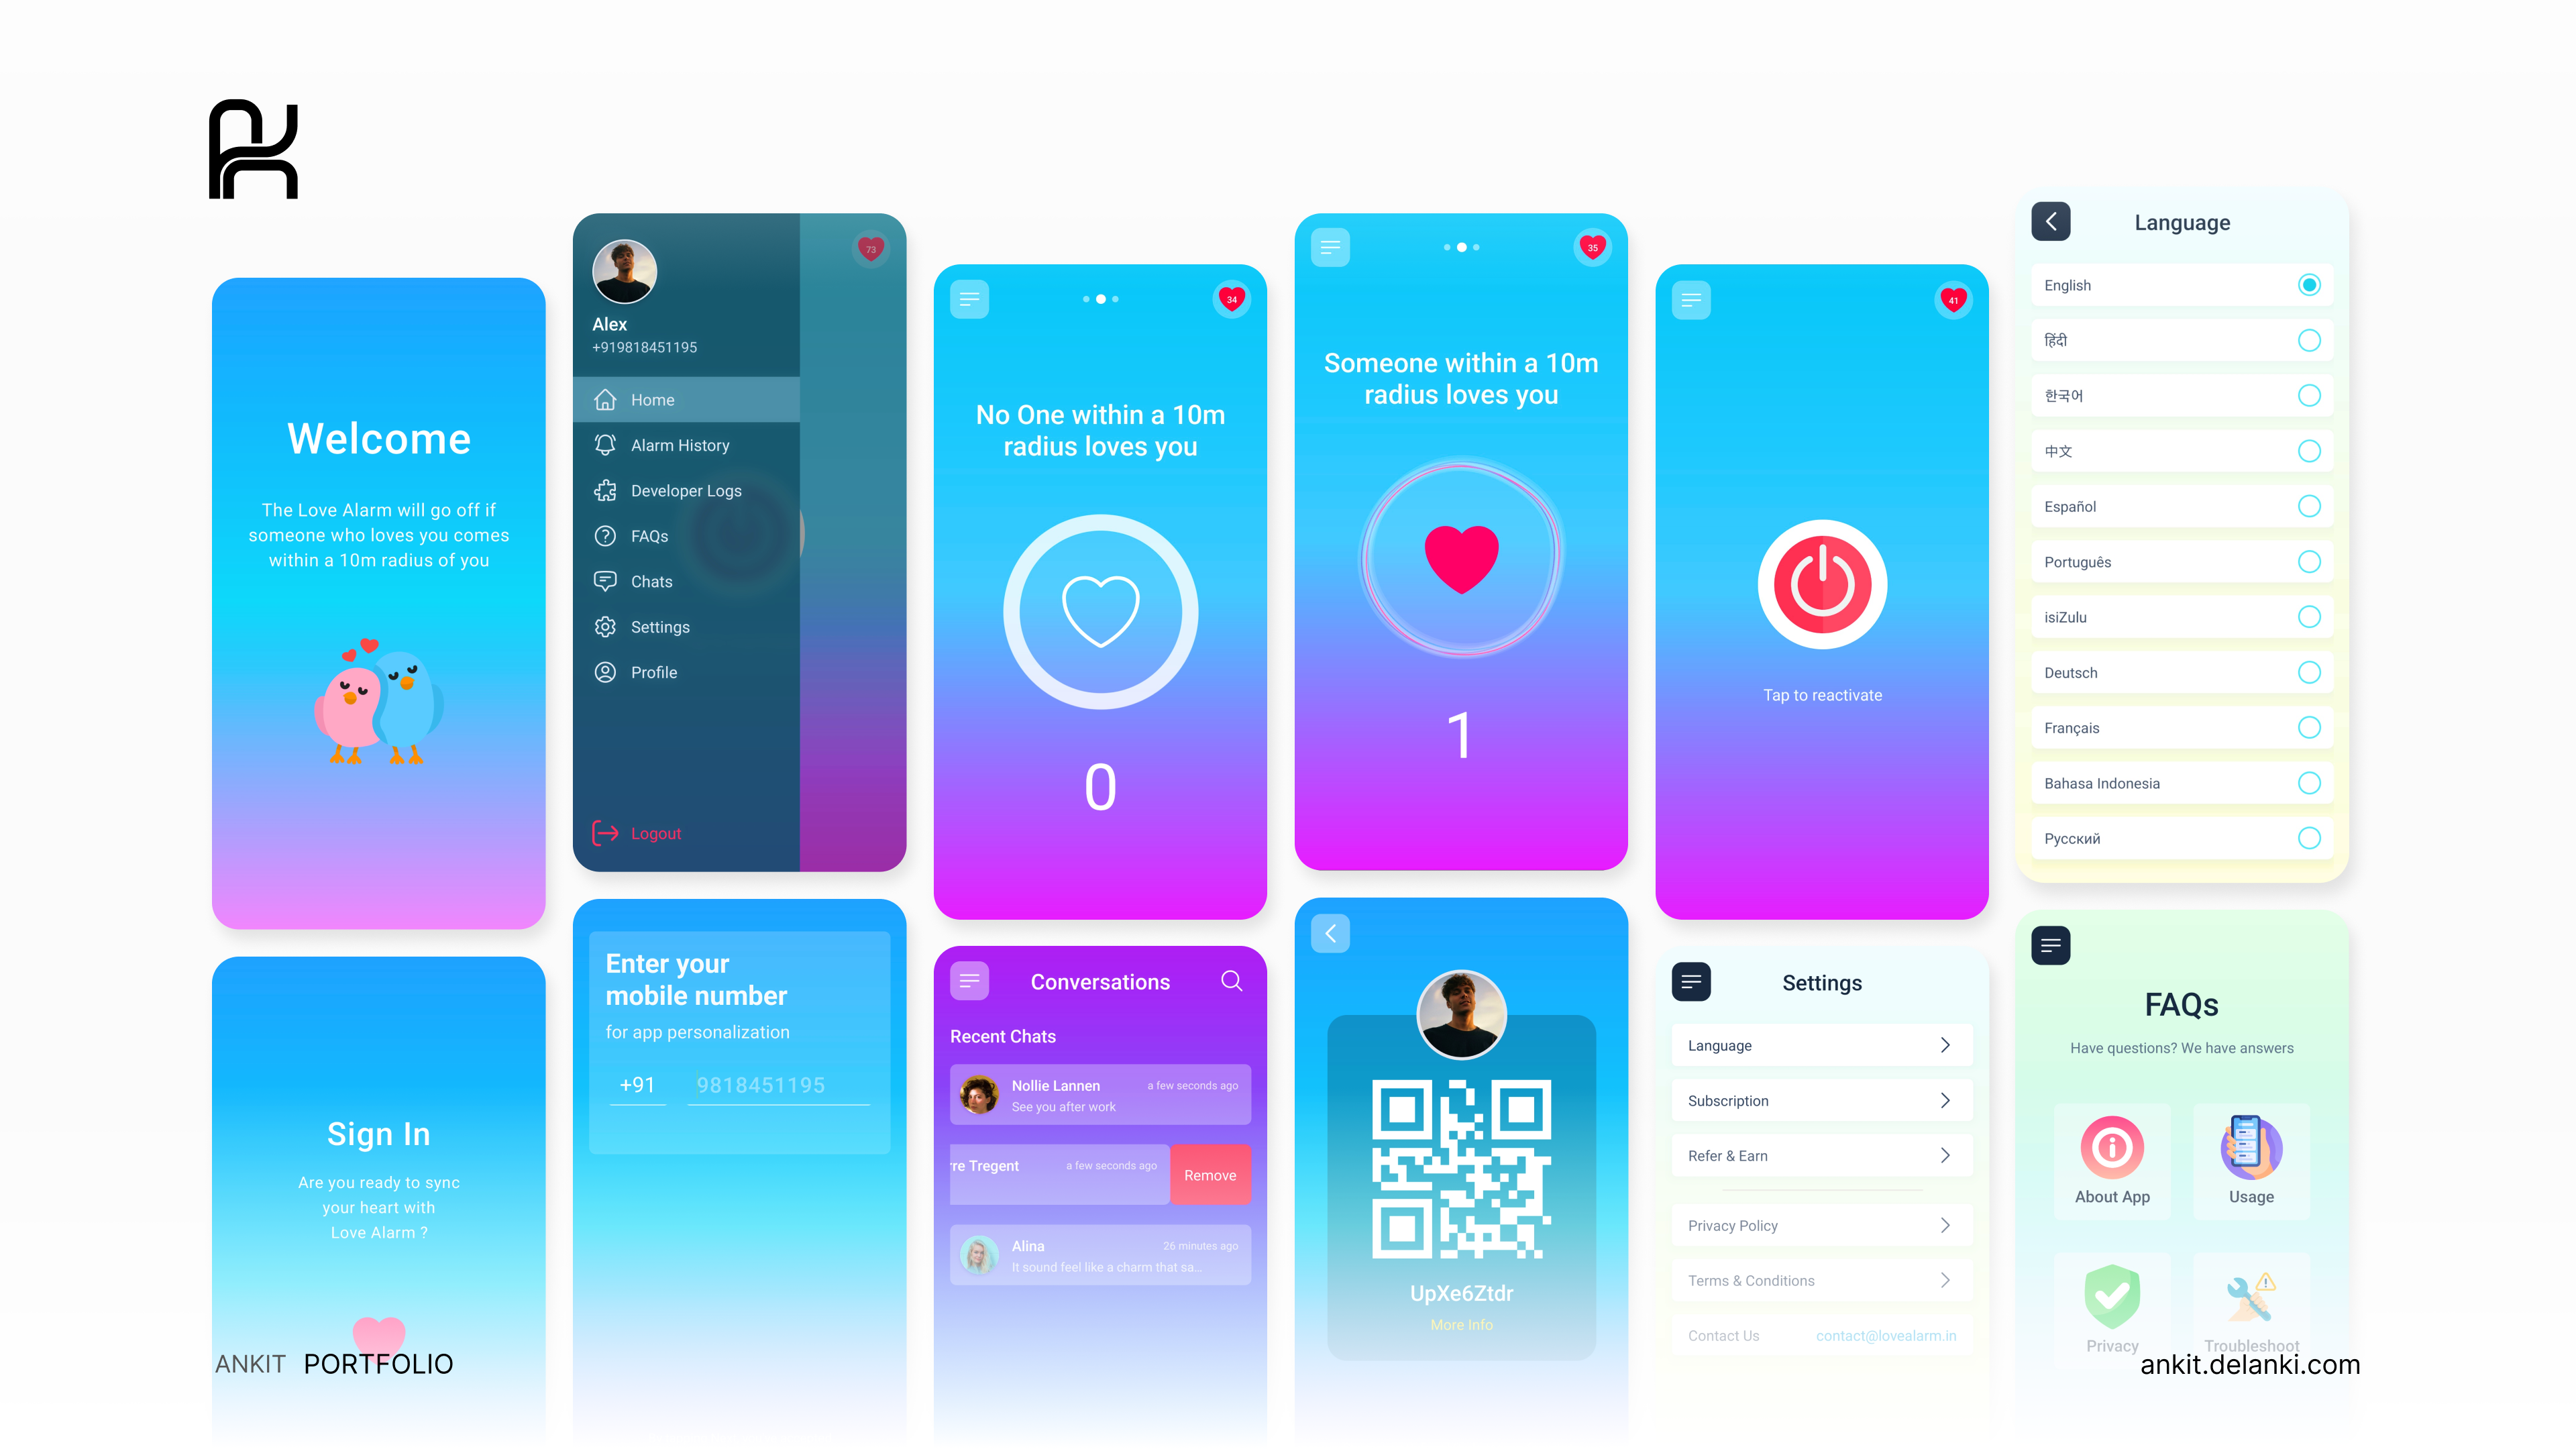 Welcome
The Love Alarm will go off if
someone who loves you comes
within a 10m radius of you
73
Alex
+919818451195
Home
Alarm History
Developer Logs
FAQs
Chats
Settings
Profile
Logout
34
No One within a 10m
radius loves you
0
35
Someone within a 10m
radius loves you
1
41
Tap to reactivate
Language
English
हिंदी
한국어
中文
Español
Português
isiZulu
Deutsch
Français
Bahasa Indonesia
Русский
Sign In
Are you ready to sync
your heart with
Love Alarm ?
Enter your
mobile number
for app personalization
+91 9818451195
Conversations
Recent Chats
Nollie Lannen a few seconds ago
See you after work
re Tregent a few seconds ago
Remove
Alina 26 minutes ago
It sound feel like a charm that sa...
UpXe6Ztdr
More Info
Settings
Language
Subscription
Refer & Earn
Privacy Policy
Terms & Conditions
Contact Us contact@lovealarm.in
FAQs
Have questions? We have answers
About App
Usage
Privacy
Troubleshoot
ANKIT PORTFOLIO
ankit.delanki.com